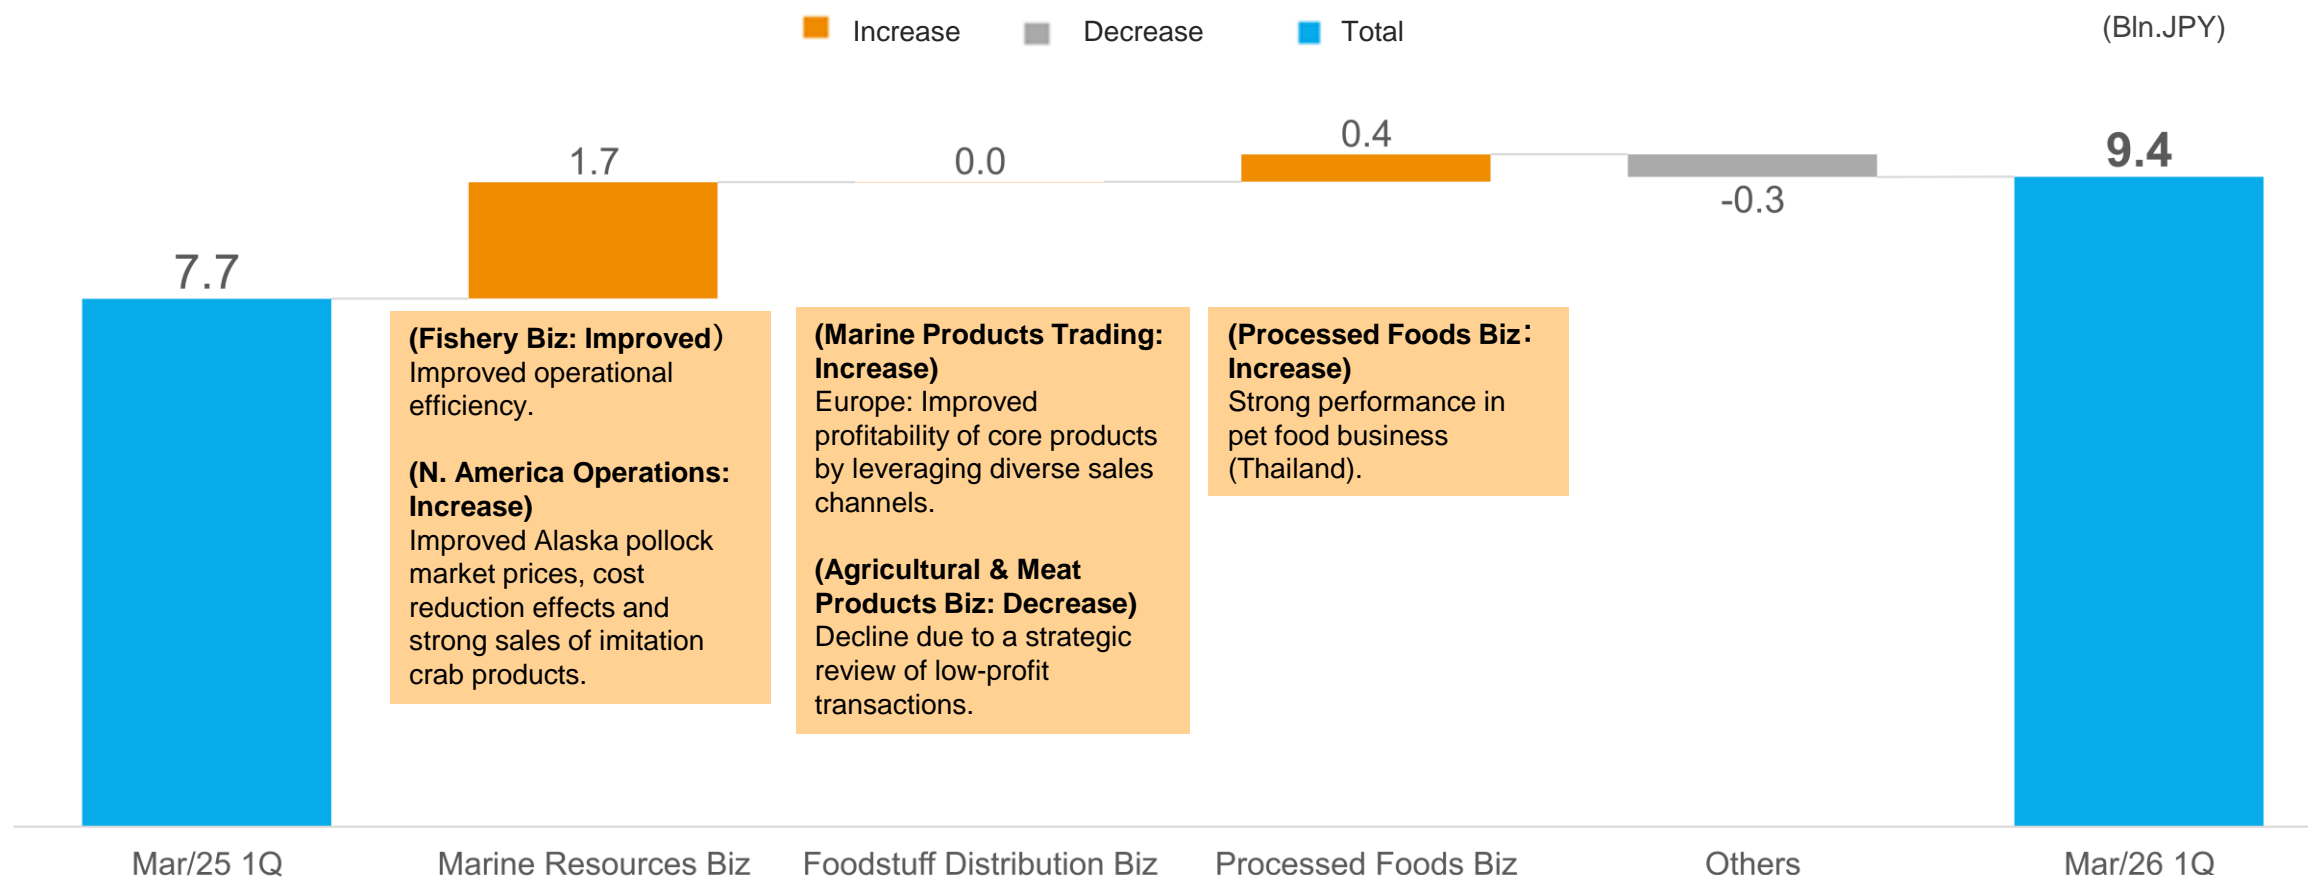 Increase
Decrease
Total
(Bln.JPY)
7.7
1.7
0.0
0.4
-0.3
9.4
(Fishery Biz: Improved）
Improved operational
efficiency.
(N. America Operations:
Increase)
Improved Alaska pollock
market prices, cost
reduction effects and
strong sales of imitation
crab products.
(Marine Products Trading:
Increase)
Europe: Improved
profitability of core products
by leveraging diverse sales
channels.
(Agricultural & Meat
Products Biz: Decrease)
Decline due to a strategic
review of low-profit
transactions.
(Processed Foods Biz：
Increase)
Strong performance in
pet food business
(Thailand).
Mar/25 1Q
Marine Resources Biz
Foodstuff Distribution Biz
Processed Foods Biz
Others
Mar/26 1Q